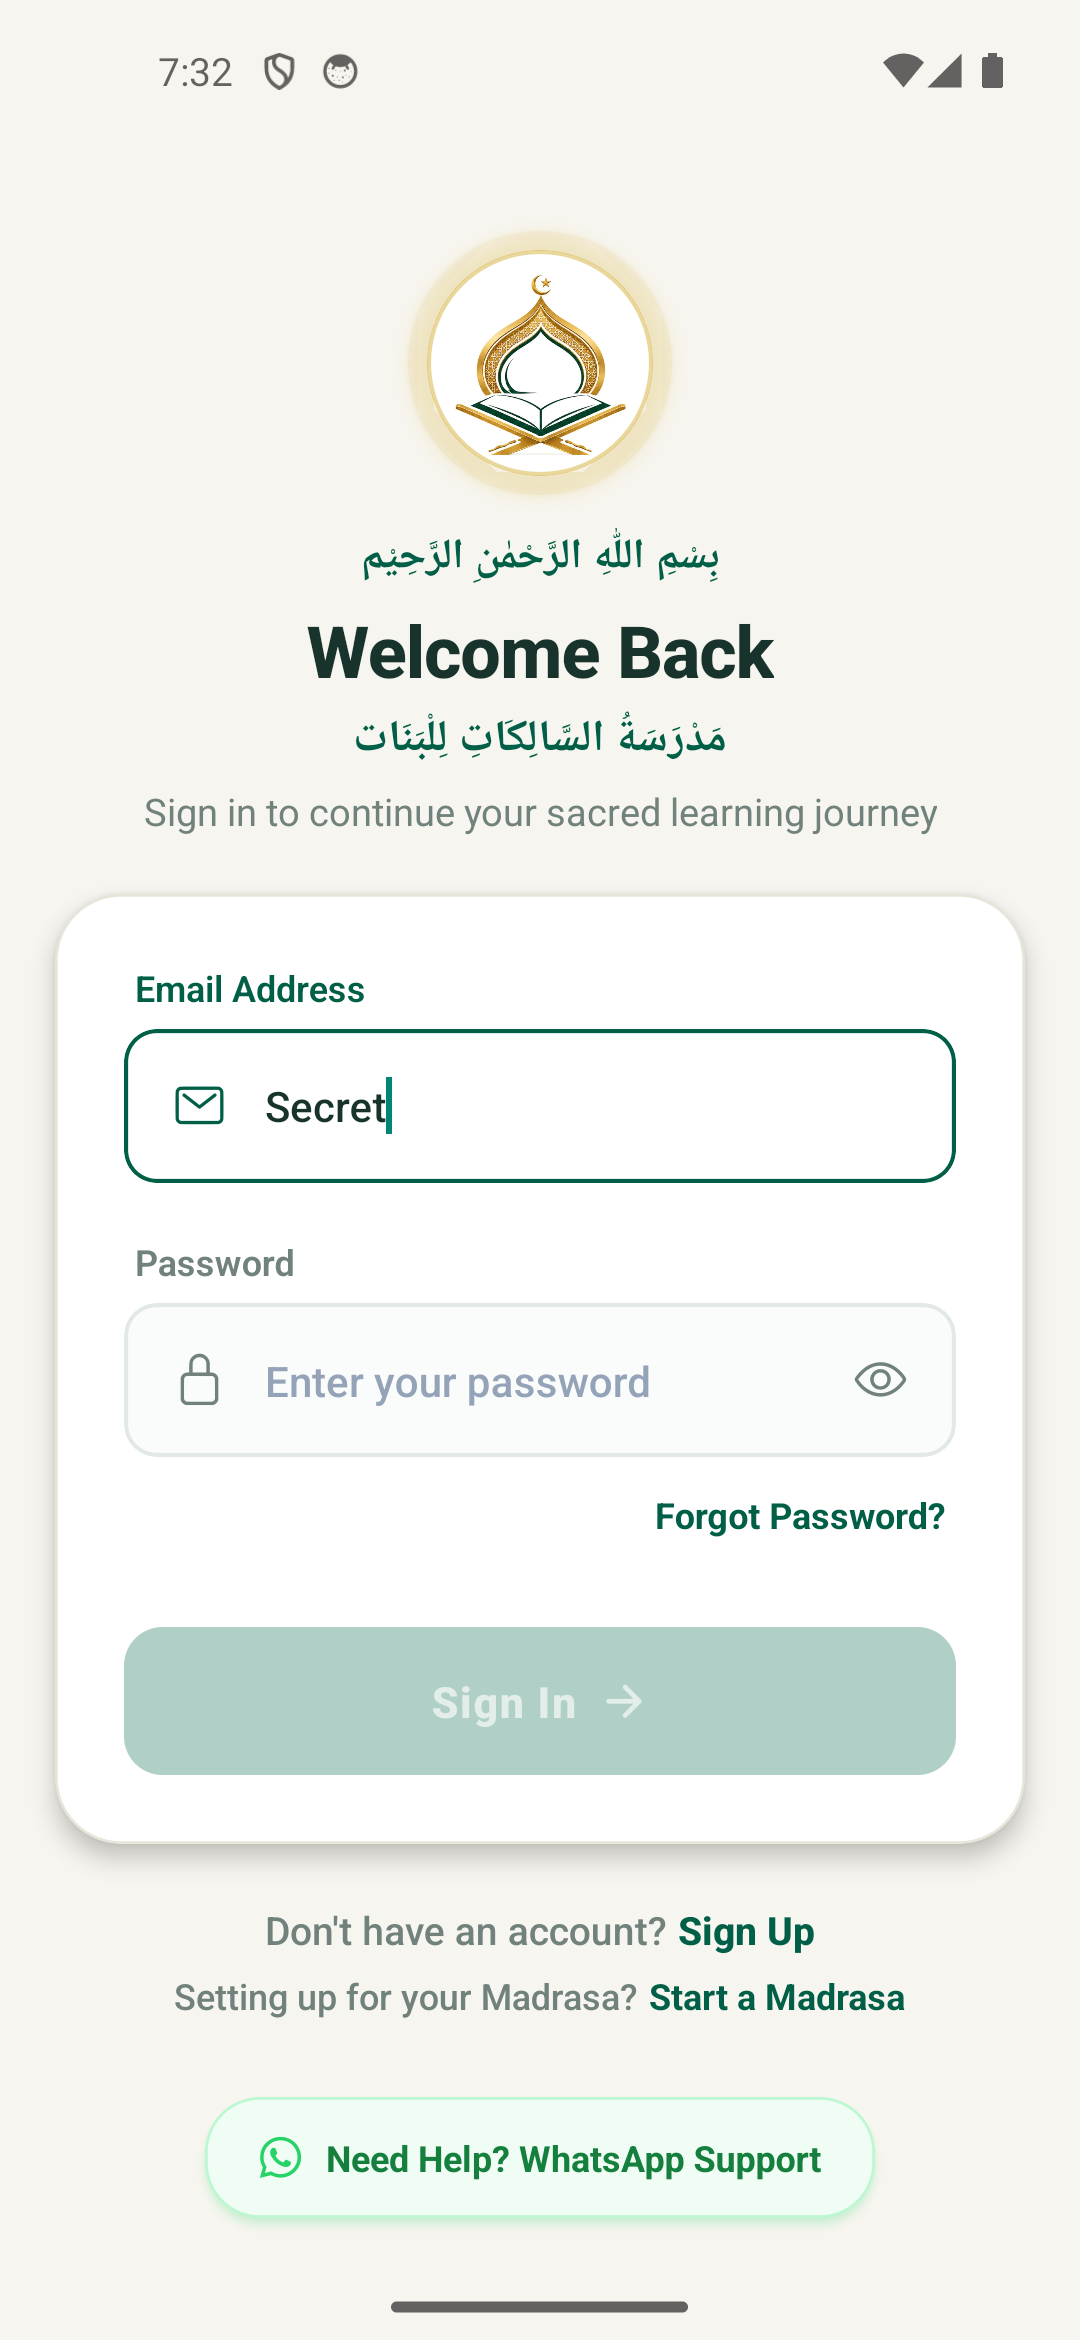 7:32
بِسْمِ اللّٰهِ الرَّحْمٰنِ الرَّحِيْم
Welcome Back
مَدْرَسَةُ السَّالِكَاتِ لِلْبَنَات
Sign in to continue your sacred learning journey
Email Address
Secret
Password
Enter your password
Forgot Password?
Sign In
Don't have an account? Sign Up
Setting up for your Madrasa? Start a Madrasa
Need Help? WhatsApp Support